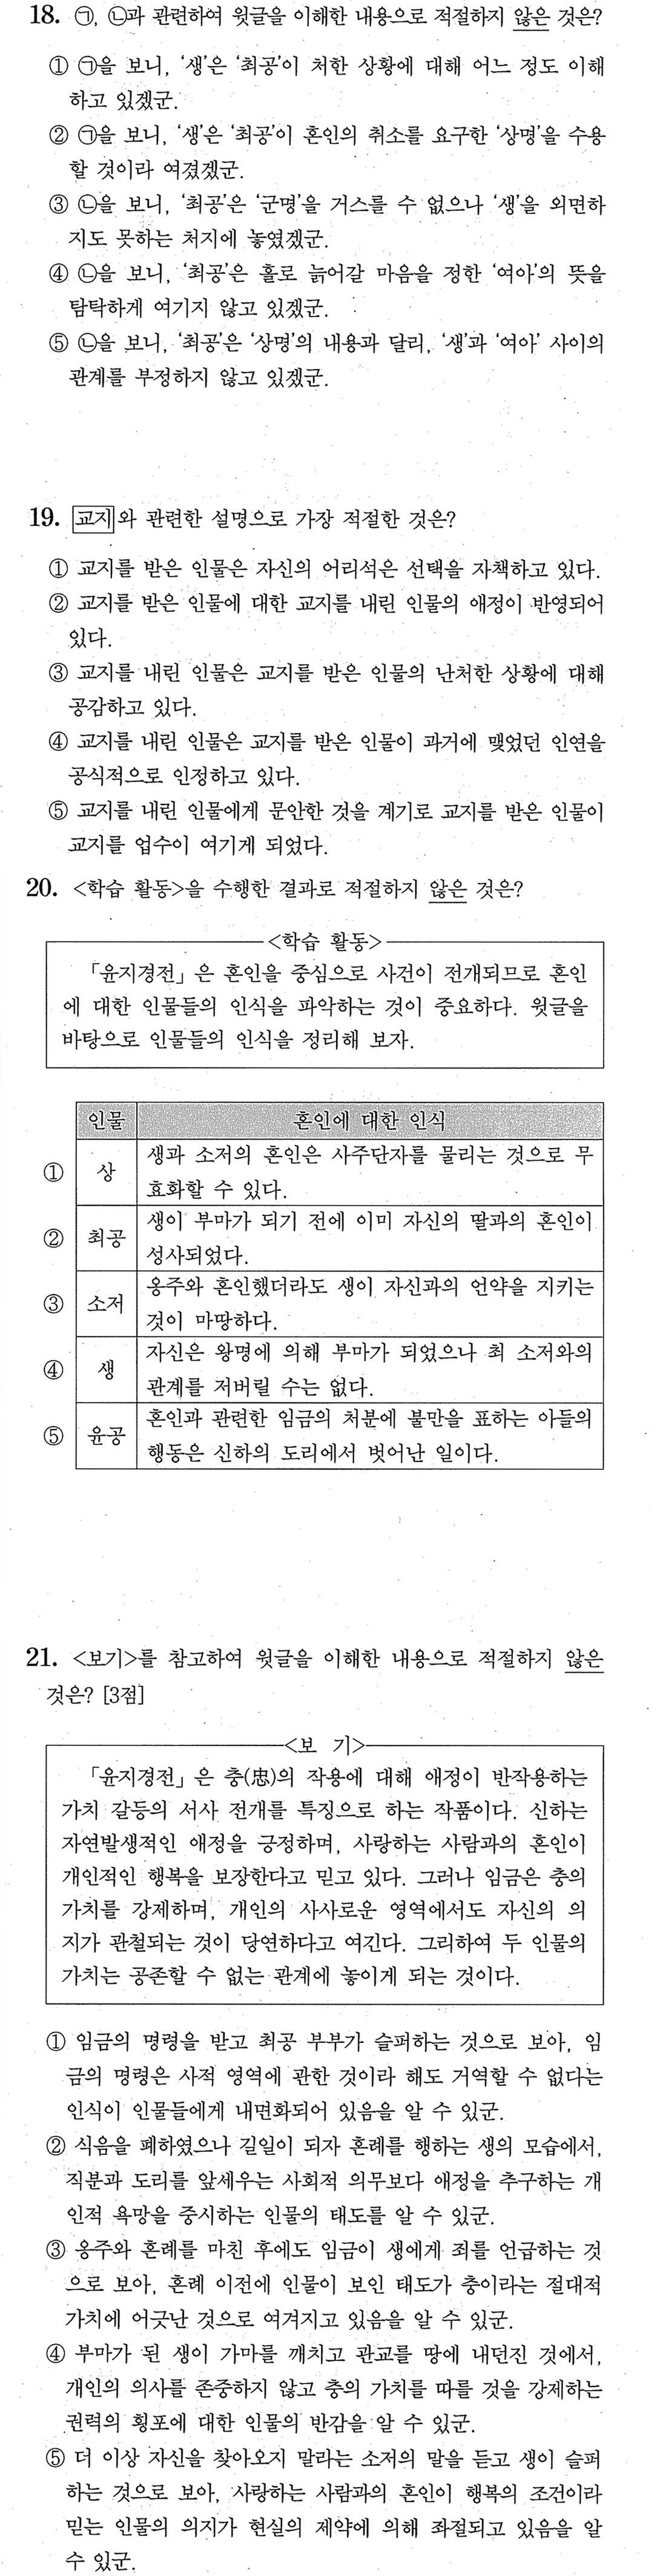 18. ㉠, ㉡과 관련하여 윗글을 이해한 내용으로 적절하지 않은 것은?
① ㉠을 보니, ‘생’은 ‘최공’이 처한 상황에 대해 어느 정도 이해
하고 있겠군.
② ㉠을 보니, ‘생’은 ‘최공’이 혼인의 취소를 요구한 ‘상명’을 수용
할 것이라 여겼겠군.
③ ㉡을 보니, ‘최공’은 ‘군명’을 거스를 수 없으나 ‘생’을 외면하
지도 못하는 처지에 놓였겠군.
④ ㉡을 보니, ‘최공’은 홀로 늙어갈 마음을 정한 ‘여아’의 뜻을
탐탁하게 여기지 않고 있겠군.
⑤ ㉡을 보니, ‘최공’은 ‘상명’의 내용과 달리, ‘생’과 ‘여아’ 사이의
관계를 부정하지 않고 있겠군.
19. 교지와 관련한 설명으로 가장 적절한 것은?
① 교지를 받은 인물은 자신의 어리석은 선택을 자책하고 있다.
② 교지를 받은 인물에 대한 교지를 내린 인물의 애정이 반영되어
있다.
③ 교지를 내린 인물은 교지를 받은 인물의 난처한 상황에 대해
공감하고 있다.
④ 교지를 내린 인물은 교지를 받은 인물이 과거에 맺었던 인연을
공식적으로 인정하고 있다.
⑤ 교지를 내린 인물에게 문안한 것을 계기로 교지를 받은 인물이
교지를 업수이 여기게 되었다.
20. <학습 활동>을 수행한 결과로 적절하지 않은 것은?
<학습 활동>
「윤지경전」은 혼인을 중심으로 사건이 전개되므로 혼인
에 대한 인물들의 인식을 파악하는 것이 중요하다. 윗글을
바탕으로 인물들의 인식을 정리해 보자.
인물 혼인에 대한 인식
① 상 생과 소저의 혼인은 사주단자를 물리는 것으로 무
효화할 수 있다.
② 최공 생이 부마가 되기 전에 이미 자신의 딸과의 혼인이
성사되었다.
③ 소저 옹주와 혼인했더라도 생이 자신과의 언약을 지키는
것이 마땅하다.
④ 생 자신은 왕명에 의해 부마가 되었으나 최 소저와의
관계를 저버릴 수는 없다.
⑤ 윤공 혼인과 관련한 임금의 처분에 불만을 표하는 아들의
행동은 신하의 도리에서 벗어난 일이다.
21. <보기>를 참고하여 윗글을 이해한 내용으로 적절하지 않은
것은? [3점]
<보 기>
「윤지경전」은 충(忠)의 작용에 대해 애정이 반작용하는
가치 갈등의 서사 전개를 특징으로 하는 작품이다. 신하는
자연발생적인 애정을 긍정하며, 사랑하는 사람과의 혼인이
개인적인 행복을 보장한다고 믿고 있다. 그러나 임금은 충의
가치를 강제하며, 개인의 사사로운 영역에서도 자신의 의
지가 관철되는 것이 당연하다고 여긴다. 그리하여 두 인물의
가치는 공존할 수 없는 관계에 놓이게 되는 것이다.
① 임금의 명령을 받고 최공 부부가 슬퍼하는 것으로 보아, 임
금의 명령은 사적 영역에 관한 것이라 해도 거역할 수 없다는
인식이 인물들에게 내면화되어 있음을 알 수 있군.
② 식음을 폐하였으나 길일이 되자 혼례를 행하는 생의 모습에서,
직분과 도리를 앞세우는 사회적 의무보다 애정을 추구하는 개
인적 욕망을 중시하는 인물의 태도를 알 수 있군.
③ 옹주와 혼례를 마친 후에도 임금이 생에게 죄를 언급하는 것
으로 보아, 혼례 이전에 인물이 보인 태도가 충이라는 절대적
가치에 어긋난 것으로 여겨지고 있음을 알 수 있군.
④ 부마가 된 생이 가마를 깨치고 관교를 땅에 내던진 것에서,
개인의 의사를 존중하지 않고 충의 가치를 따를 것을 강제하는
권력의 횡포에 대한 인물의 반감을 알 수 있군.
⑤ 더 이상 자신을 찾아오지 말라는 소저의 말을 듣고 생이 슬퍼
하는 것으로 보아, 사랑하는 사람과의 혼인이 행복의 조건이라
믿는 인물의 의지가 현실의 제약에 의해 좌절되고 있음을 알
수 있군.